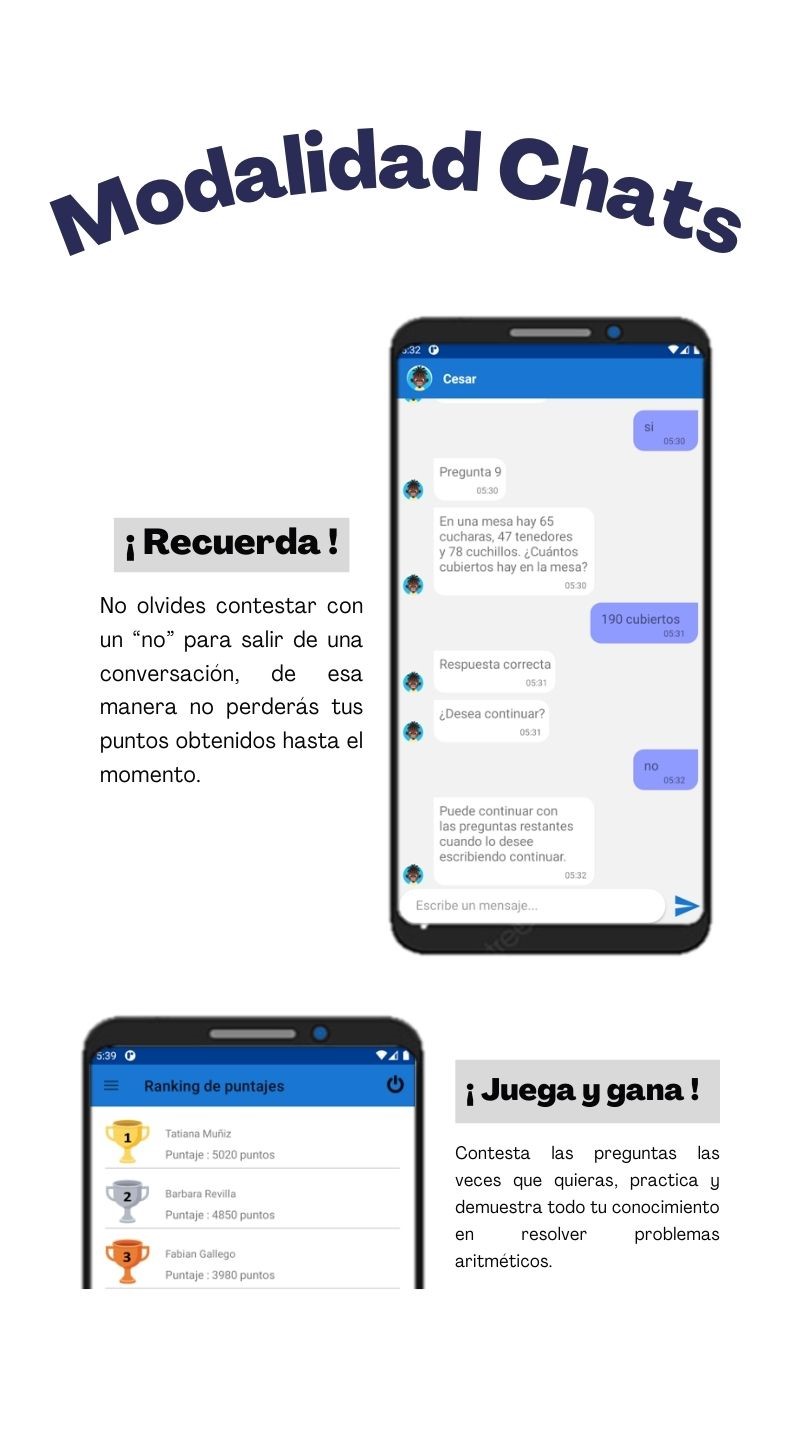 Modalidad Chats
5:32
Cesar
si
05:30
Pregunta 9
05:30
En una mesa hay 65
cucharas, 47 tenedores
y 78 cuchillos. ¿Cuántos
cubiertos hay en la mesa?
05:30
190 cubiertos
05:31
Respuesta correcta
05:31
¿Desea continuar?
05:31
no
05:32
Puede continuar con
las preguntas restantes
cuando lo desee
escribiendo continuar.
05:32
Escribe un mensaje...
¡ Recuerda !
No olvides contestar con
un “no” para salir de una
conversación, de esa
manera no perderás tus
puntos obtenidos hasta el
momento.
5:39
Ranking de puntajes
1
Tatiana Muñiz
Puntaje : 5020 puntos
2
Barbara Revilla
Puntaje : 4850 puntos
3
Fabian Gallego
Puntaje : 3980 puntos
¡ Juega y gana !
Contesta las preguntas las
veces que quieras, practica y
demuestra todo tu conocimiento
en resolver problemas
aritméticos.